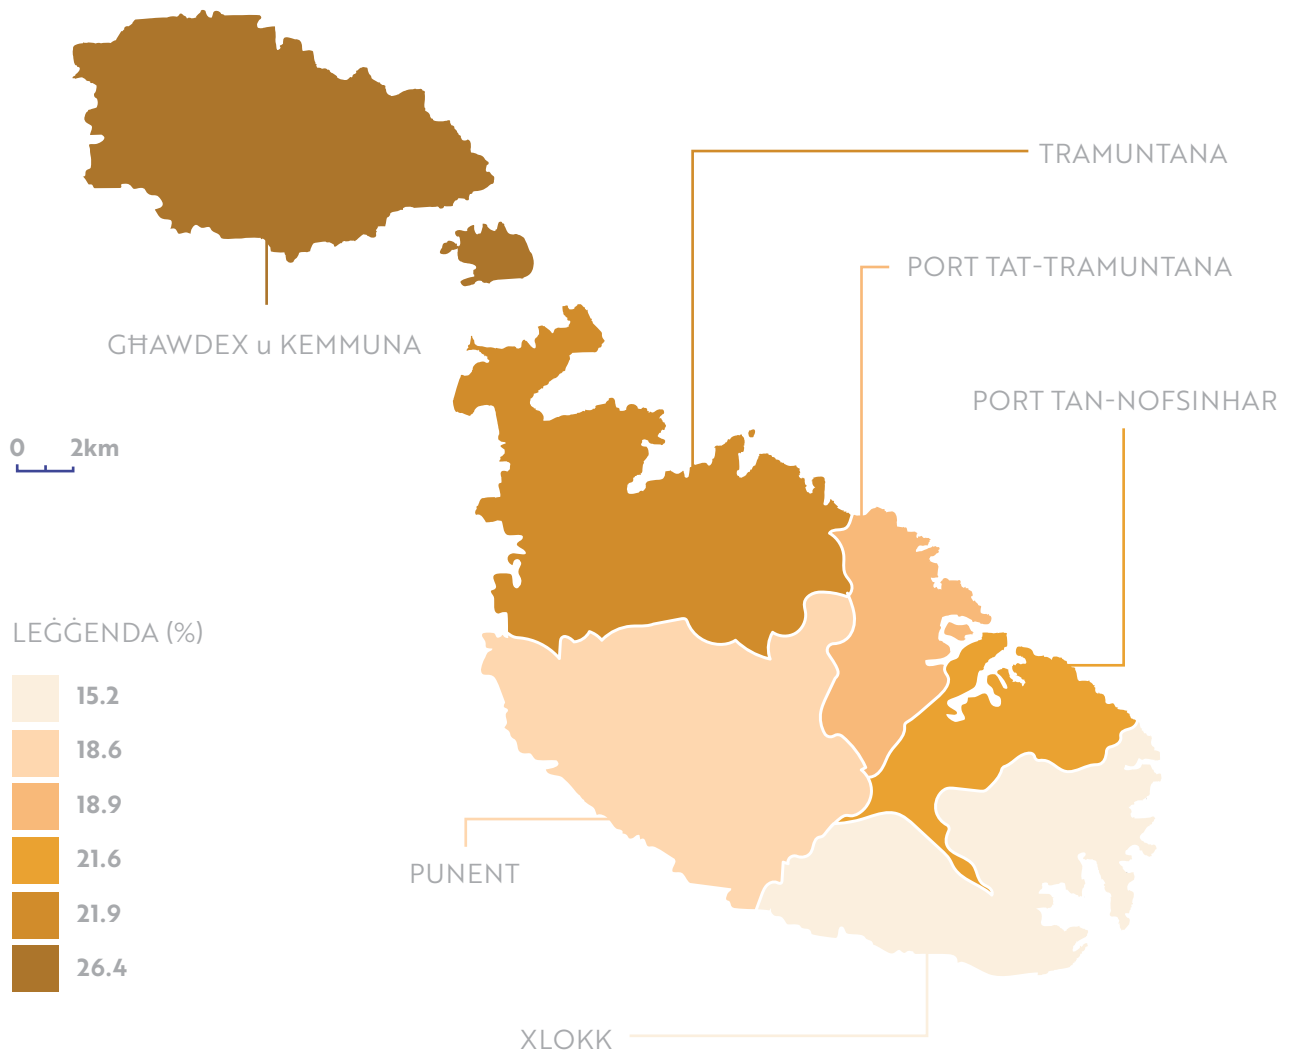 TRAMUNTANA
PORT TAT-TRAMUNTANA
GĦAWDEX u KEMMUNA
PORT TAN-NOFSINHAR
0 2km
LEĠĠENDA (%)
15.2
18.6
18.9
21.6
21.9
26.4
PUNENT
XLOKK